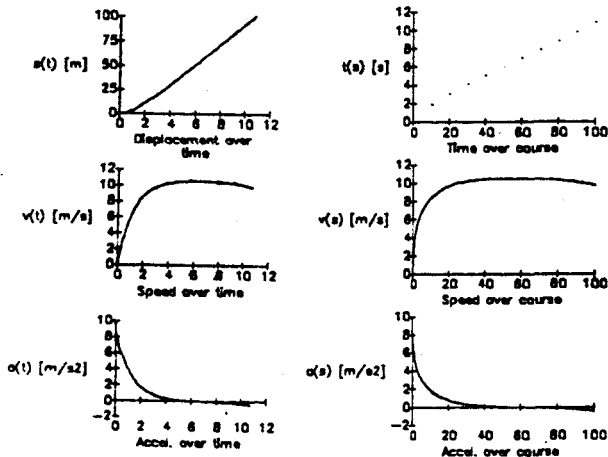 s(t) [m]
100
75
50
25
0
0 2 4 6 8 10 12
Displacement over
time
t(s) [s]
12
10
8
6
4
2
0
0 20 40 60 80 100
Time over course
v(t) [m/s]
12
10
8
6
4
2
0
0 2 4 6 8 10 12
Speed over time
v(s) [m/s]
12
10
8
6
4
2
0
0 20 40 60 80 100
Speed over course
a(t) [m/s2]
10
8
6
4
2
0
-2
0 2 4 6 8 10 12
Accel. over time
a(s) [m/s2]
10
8
6
4
2
0
-2
0 20 40 60 80 100
Accel. over course